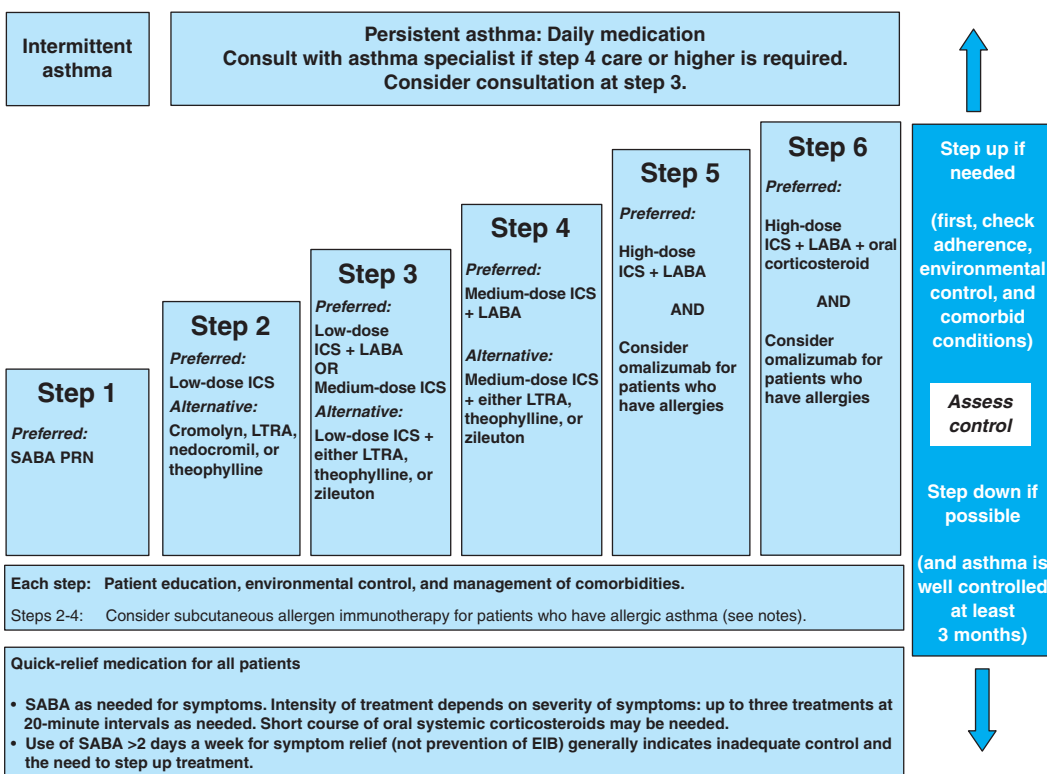 Intermittent
asthma
Persistent asthma: Daily medication
Consult with asthma specialist if step 4 care or higher is required.
Consider consultation at step 3.
Step 1
Preferred:
SABA PRN
Step 2
Preferred:
Low-dose ICS
Alternative:
Cromolyn, LTRA,
nedocromil, or
theophylline
Step 3
Preferred:
Low-dose
ICS + LABA
OR
Medium-dose ICS
Alternative:
Low-dose ICS +
either LTRA,
theophylline, or
zileuton
Step 4
Preferred:
Medium-dose ICS
+ LABA
Alternative:
Medium-dose ICS
+ either LTRA,
theophylline, or
zileuton
Step 5
Preferred:
High-dose
ICS + LABA
AND
Consider
omalizumab for
patients who
have allergies
Step 6
Preferred:
High-dose
ICS + LABA + oral
corticosteroid
AND
Consider
omalizumab for
patients who
have allergies
Step up if
needed
(first, check
adherence,
environmental
control, and
comorbid
conditions)
Assess
control
Step down if
possible
(and asthma is
well controlled
at least
3 months)
Each step: Patient education, environmental control, and management of comorbidities.
Steps 2-4: Consider subcutaneous allergen immunotherapy for patients who have allergic asthma (see notes).
Quick-relief medication for all patients
• SABA as needed for symptoms. Intensity of treatment depends on severity of symptoms: up to three treatments at
20-minute intervals as needed. Short course of oral systemic corticosteroids may be needed.
• Use of SABA >2 days a week for symptom relief (not prevention of EIB) generally indicates inadequate control and
the need to step up treatment.